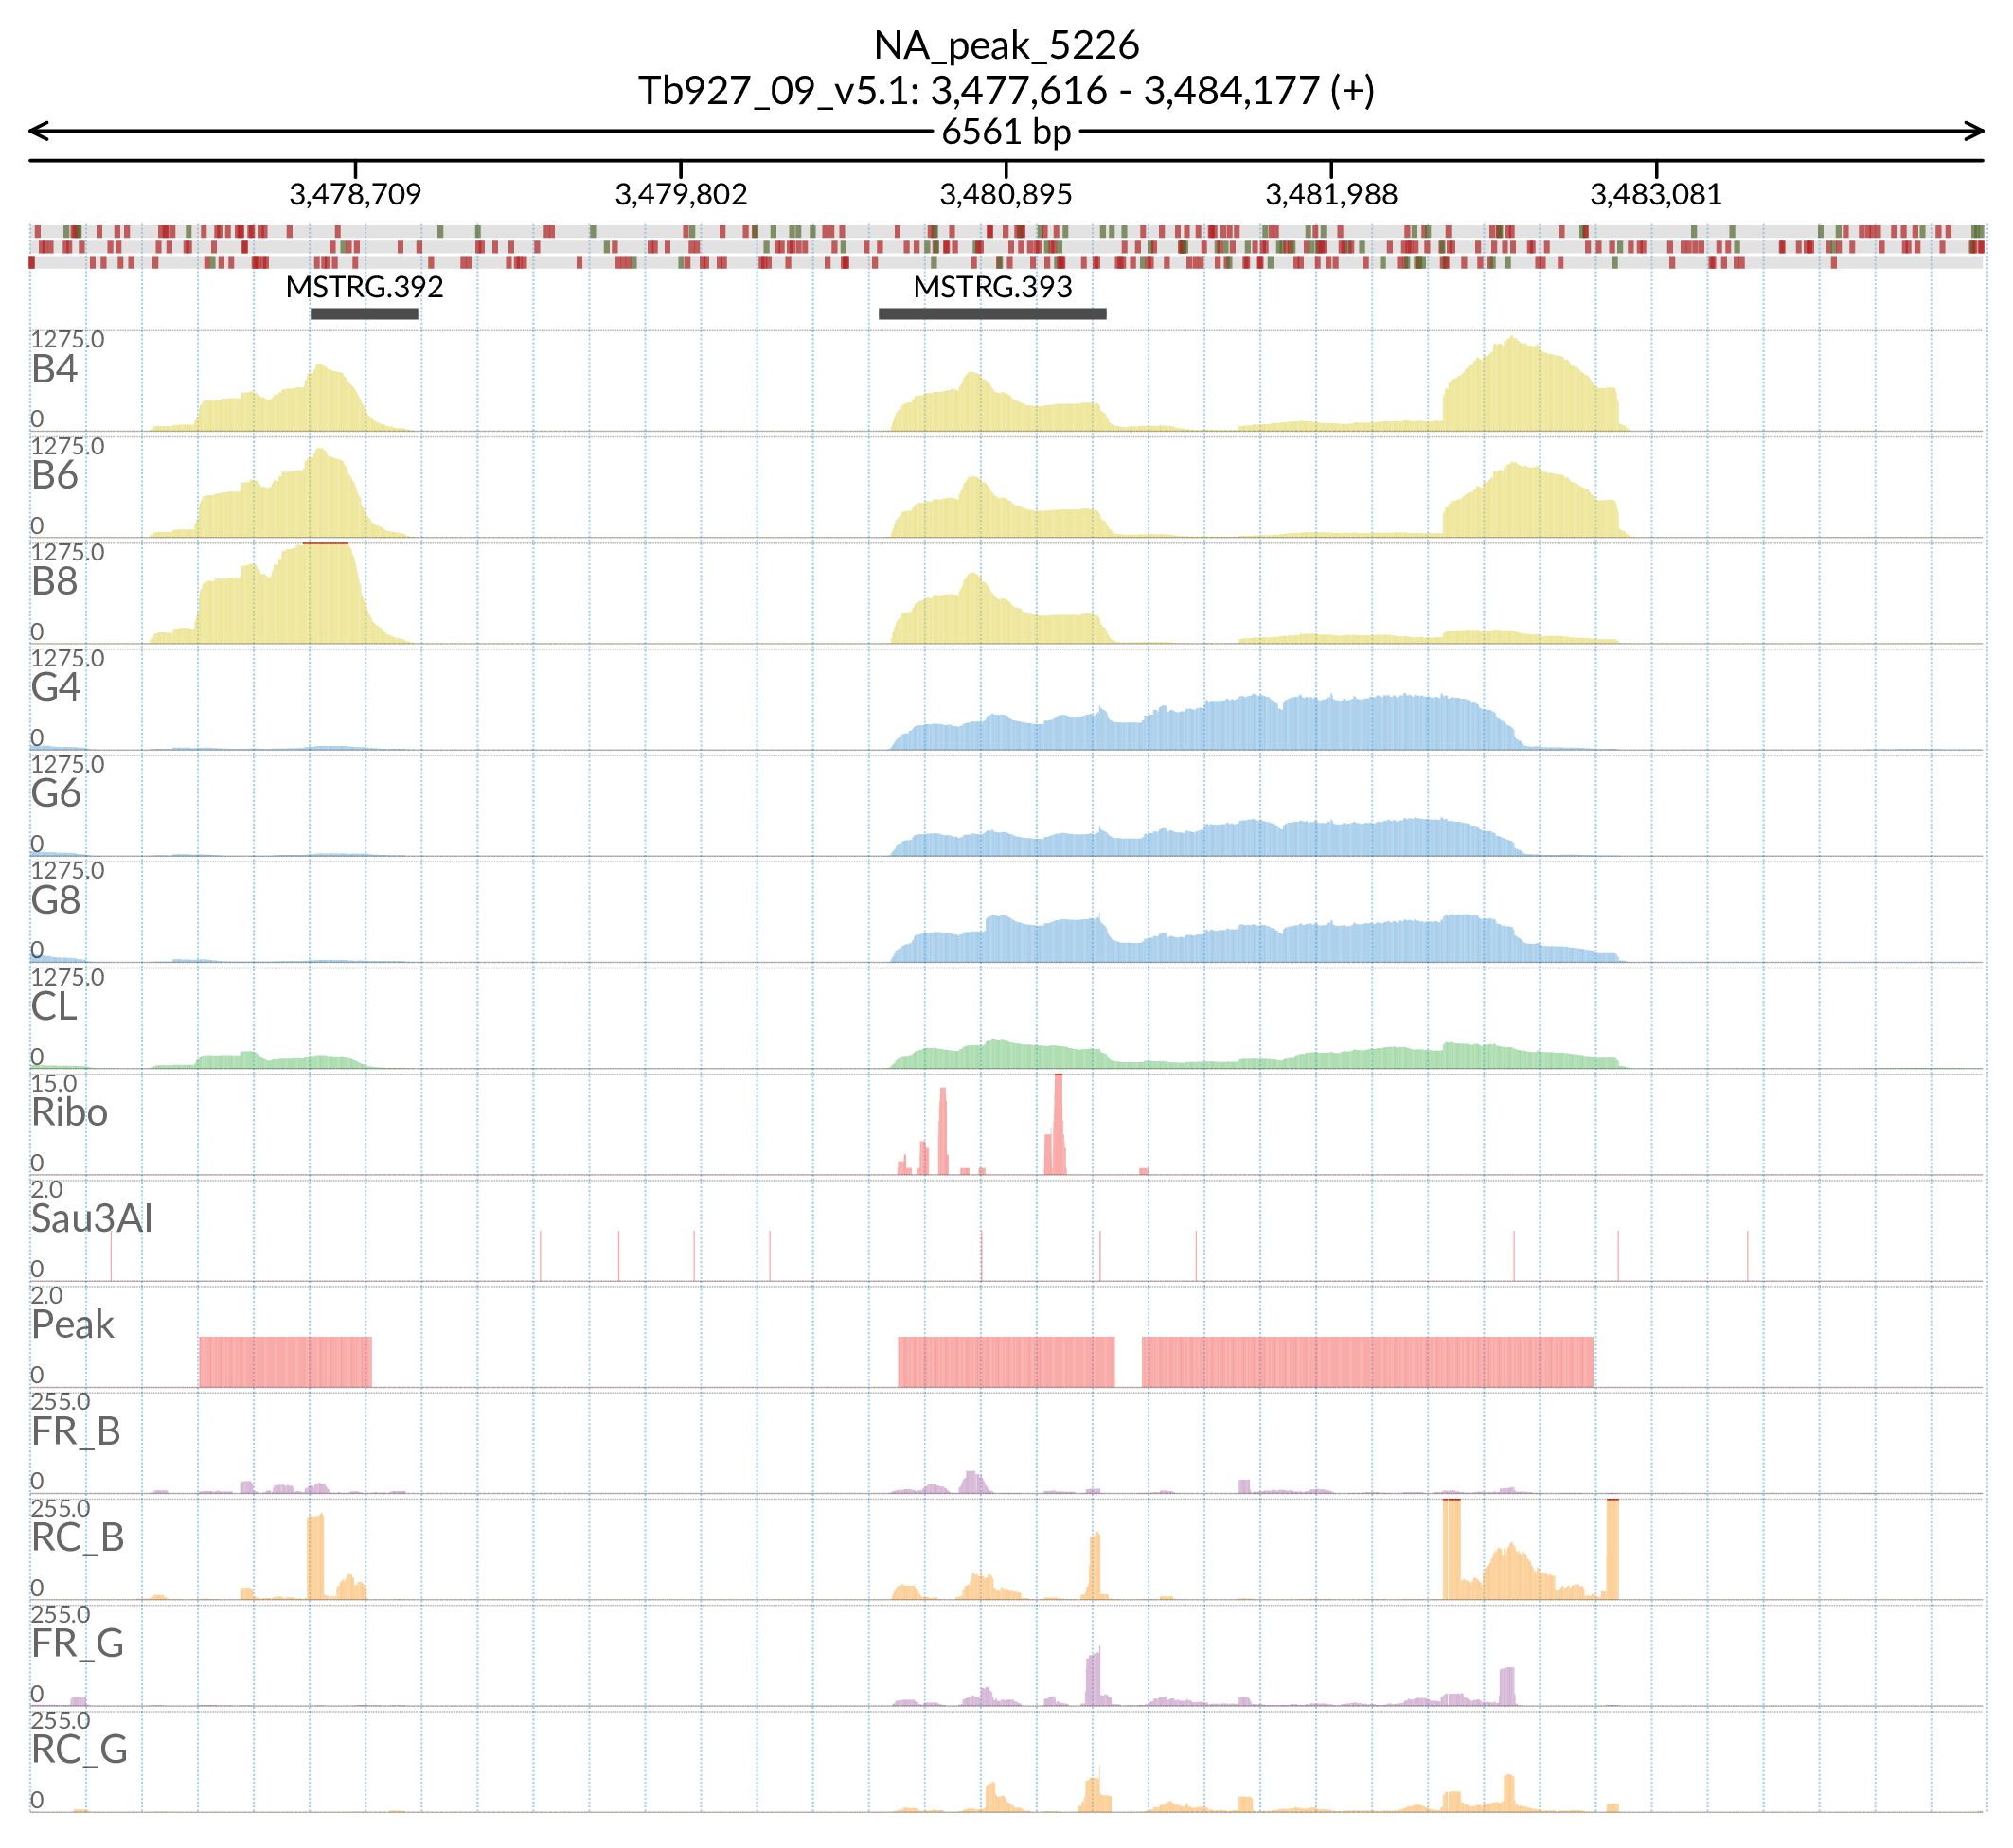 NA_peak_5226
Tb927_09_v5.1: 3,477,616 - 3,484,177 (+)
6561 bp
3,478,709 3,479,802 3,480,895 3,481,988 3,483,081
MSTRG.392 MSTRG.393
1275.0
B4
0
1275.0
B6
0
1275.0
B8
0
1275.0
G4
0
1275.0
G6
0
1275.0
G8
0
1275.0
CL
0
15.0
Ribo
0
2.0
Sau3AI
0
2.0
Peak
0
255.0
FR_B
0
255.0
RC_B
0
255.0
FR_G
0
255.0
RC_G
0